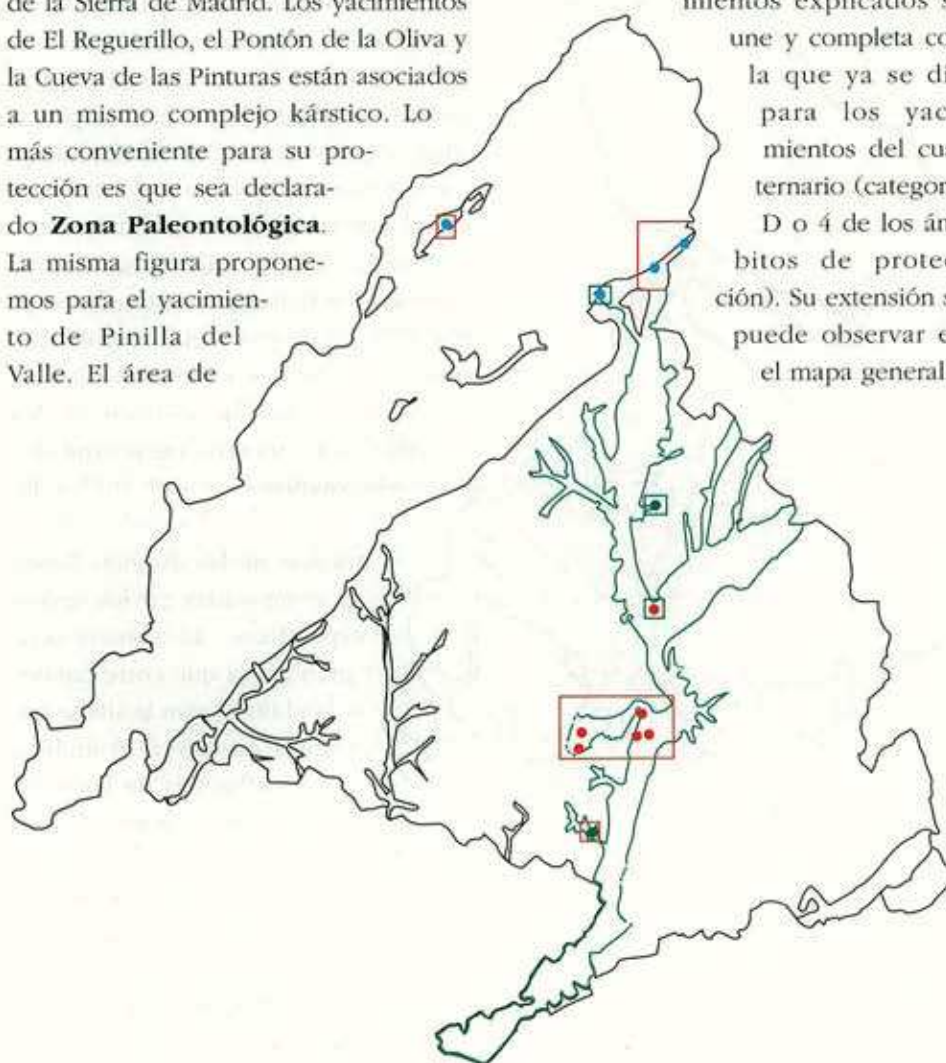 de la Sierra de Madrid. Los yacimientos
de El Reguerillo, el Pontón de la Oliva y
la Cueva de las Pinturas están asociados
a un mismo complejo kárstico. Lo
más conveniente para su pro-
tección es que sea declara-
do Zona Paleontológica.
La misma figura propone-
mos para el yacimien-
to de Pinilla del
Valle. El área de
mientos explicados s
une y completa co
la que ya se di
para los yac
mientos del cu
ternario (categor
D o 4 de los ám
bitos de protec
ción). Su extensión s
puede observar e
el mapa general